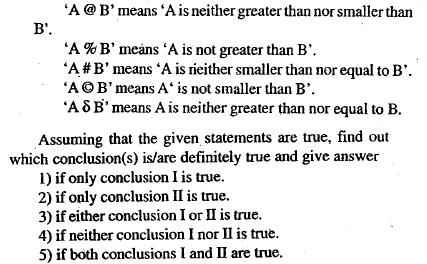 'A @ B' means 'A is neither greater than nor smaller than
B'.
'A % B' means 'A is not greater than B'.
'A # B' means 'A is neither smaller than nor equal to B'.
'A © B' means A' is not smaller than B'.
'A δ B' means A is neither greater than nor equal to B.
Assuming that the given statements are true, find out
which conclusion(s) is/are definitely true and give answer
1) if only conclusion I is true.
2) if only conclusion II is true.
3) if either conclusion I or II is true.
4) if neither conclusion I nor II is true.
5) if both conclusions I and II are true.